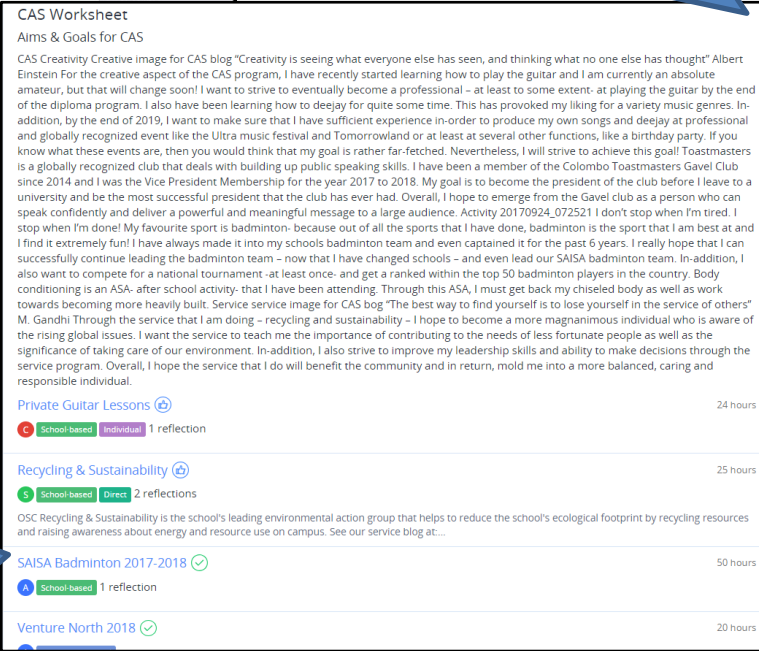 CAS Worksheet
Aims & Goals for CAS
CAS Creativity Creative image for CAS blog “Creativity is seeing what everyone else has seen, and thinking what no one else has thought” Albert
Einstein For the creative aspect of the CAS program, I have recently started learning how to play the guitar and I am currently an absolute
amateur, but that will change soon! I want to strive to eventually become a professional – at least to some extent- at playing the guitar by the end
of the diploma program. I also have been learning how to deejay for quite some time. This has provoked my liking for a variety music genres. In-
addition, by the end of 2019, I want to make sure that I have sufficient experience in-order to produce my own songs and deejay at professional
and globally recognized event like the Ultra music festival and Tomorrowland or at least at several other functions, like a birthday party. If you
know what these events are, then you would think that my goal is rather far-fetched. Nevertheless, I will strive to achieve this goal! Toastmasters
is a globally recognized club that deals with building up public speaking skills. I have been a member of the Colombo Toastmasters Gavel Club
since 2014 and I was the Vice President Membership for the year 2017 to 2018. My goal is to become the president of the club before I leave to a
university and be the most successful president that the club has ever had. Overall, I hope to emerge from the Gavel club as a person who can
speak confidently and deliver a powerful and meaningful message to a large audience. Activity 20170924_072521 I don’t stop when I’m tired. I
stop when I’m done! My favourite sport is badminton- because out of all the sports that I have done, badminton is the sport that I am best at and
I find it extremely fun! I have always made it into my schools badminton team and even captained it for the past 6 years. I really hope that I can
successfully continue leading the badminton team – now that I have changed schools – and even lead our SAISA badminton team. In-addition, I
also want to compete for a national tournament -at least once- and get a ranked within the top 50 badminton players in the country. Body
conditioning is an ASA- after school activity- that I have been attending. Through this ASA, I must get back my chiseled body as well as work
towards becoming more heavily built. Service service image for CAS bog “The best way to find yourself is to lose yourself in the service of others”
M. Gandhi Through the service that I am doing – recycling and sustainability – I hope to become a more magnanimous individual who is aware of
the rising global issues. I want the service to teach me the importance of contributing to the needs of less fortunate people as well as the
significance of taking care of our environment. In-addition, I also strive to improve my leadership skills and ability to make decisions through the
service program. Overall, I hope the service that I do will benefit the community and in return, mold me into a more balanced, caring and
responsible individual.
Private Guitar Lessons 24 hours
C School-based Individual 1 reflection
Recycling & Sustainability 25 hours
S School-based Direct 2 reflections
OSC Recycling & Sustainability is the school's leading environmental action group that helps to reduce the school's ecological footprint by recycling resources
and raising awareness about energy and resource use on campus. See our service blog at:...
SAISA Badminton 2017-2018 50 hours
A School-based 1 reflection
Venture North 2018 20 hours